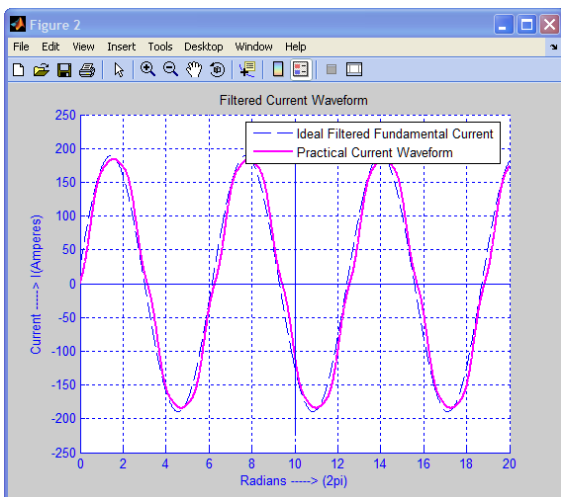 Figure 2
File Edit View Insert Tools Desktop Window Help
Filtered Current Waveform
Ideal Filtered Fundamental Current
Practical Current Waveform
250
200
150
100
50
0
-50
-100
-150
-200
-250
Current -----> I(Amperes)
0 2 4 6 8 10 12 14 16 18 20
Radians -----> (2pi)